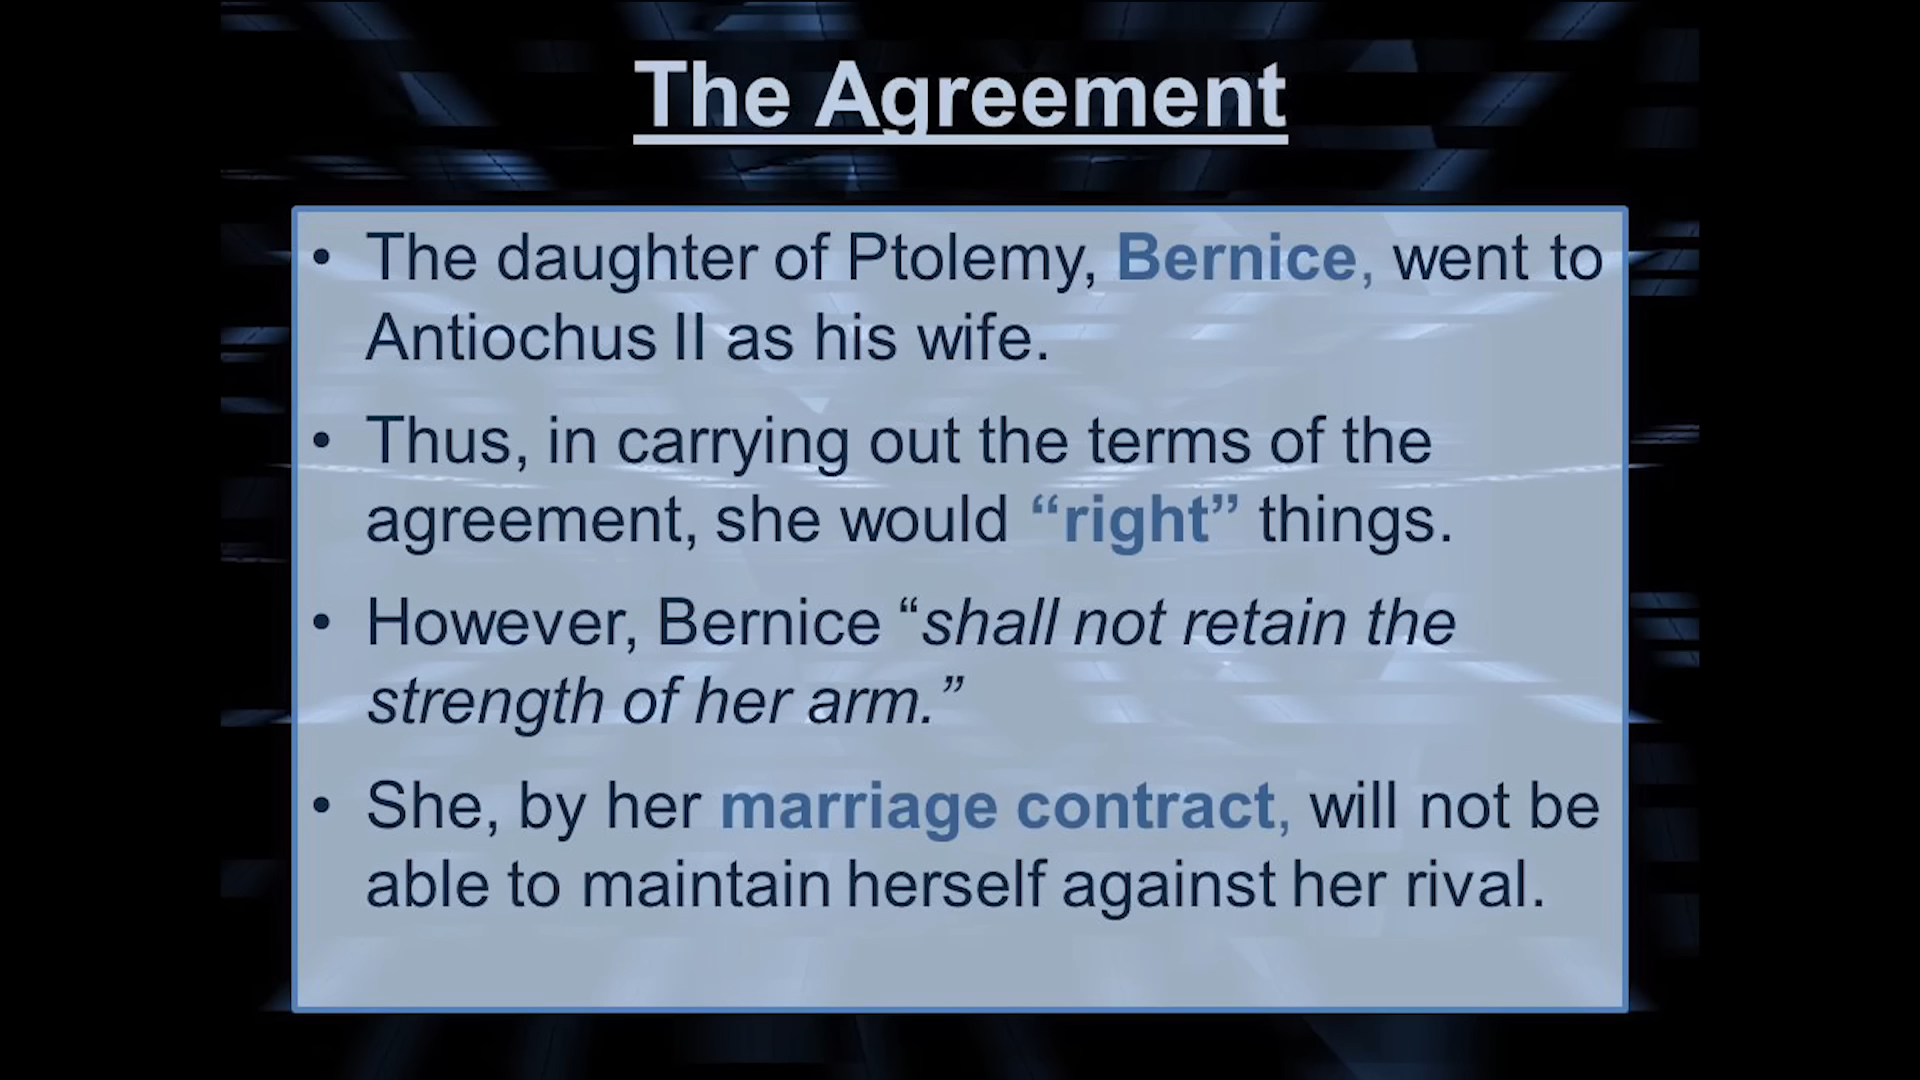 The Agreement
• The daughter of Ptolemy, Bernice, went to
Antiochus II as his wife.
• Thus, in carrying out the terms of the
agreement, she would “right” things.
• However, Bernice “shall not retain the
strength of her arm.”
• She, by her marriage contract, will not be
able to maintain herself against her rival.